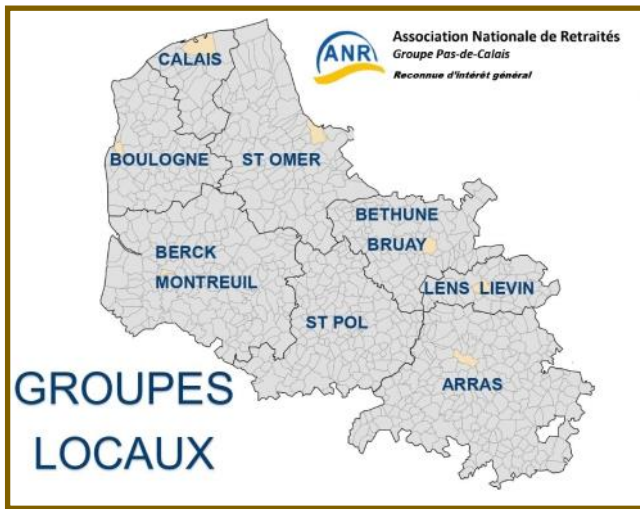 ANR
Association Nationale de Retraités
Groupe Pas-de-Calais
Reconnue d'intérêt général
CALAIS
BOULOGNE
ST OMER
BETHUNE
BRUAY
BERCK
MONTREUIL
LENS LIEVIN
ST POL
ARRAS
GROUPES
LOCAUX